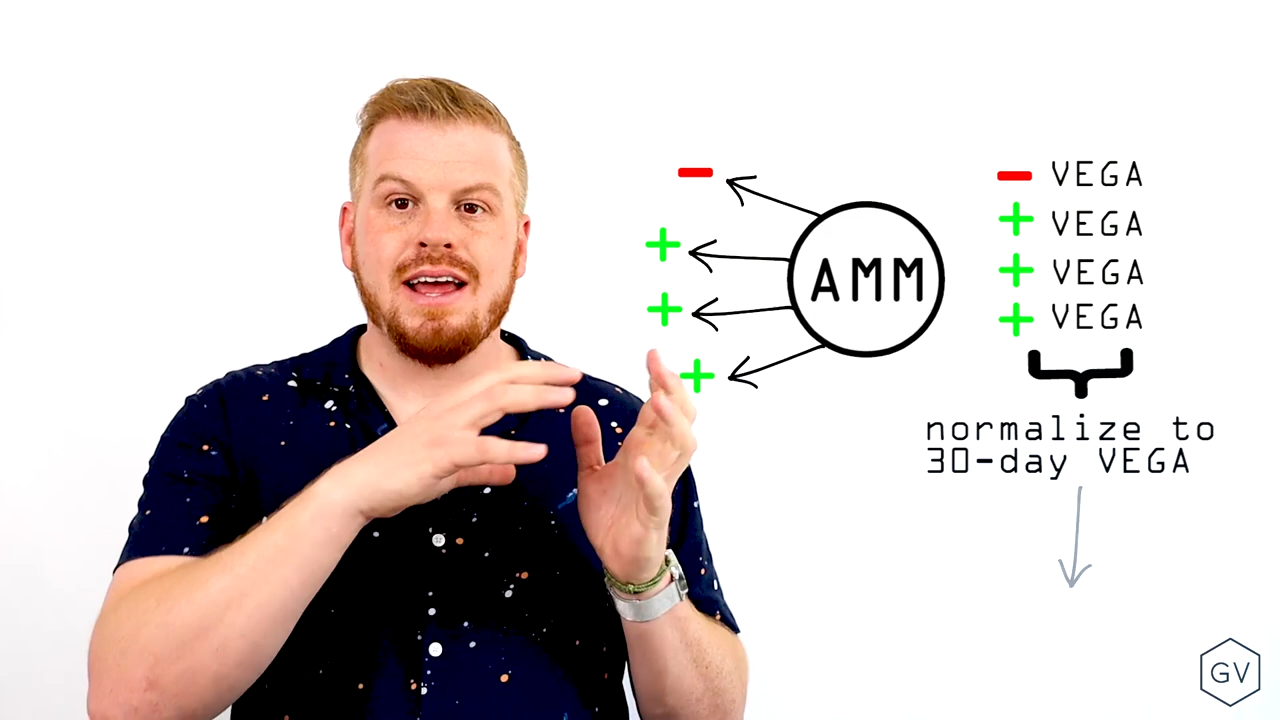 AMM
- VEGA
+ VEGA
+ VEGA
+ VEGA
normalize to
30-day VEGA
GV